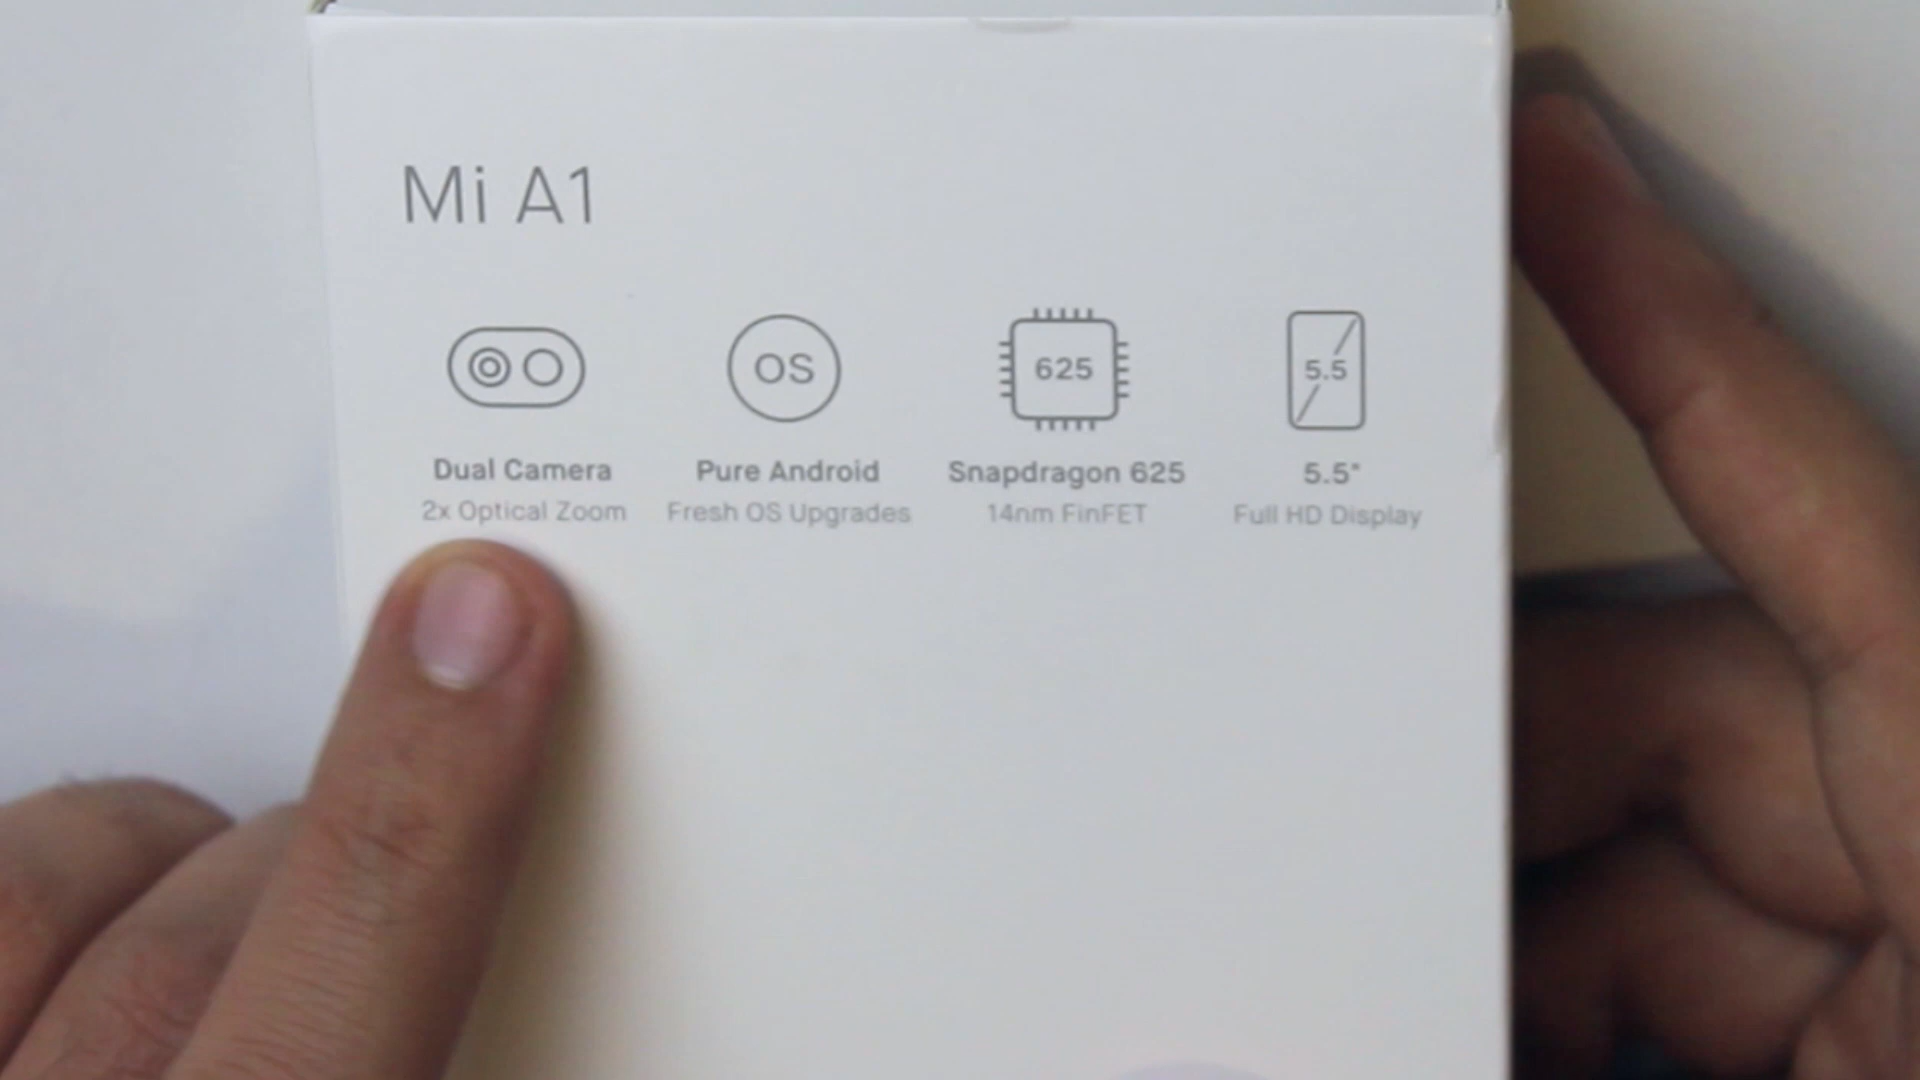 Mi A1
OS
625
5.5
Dual Camera
2x Optical Zoom
Pure Android
Fresh OS Upgrades
Snapdragon 625
14nm FinFET
5.5"
Full HD Display